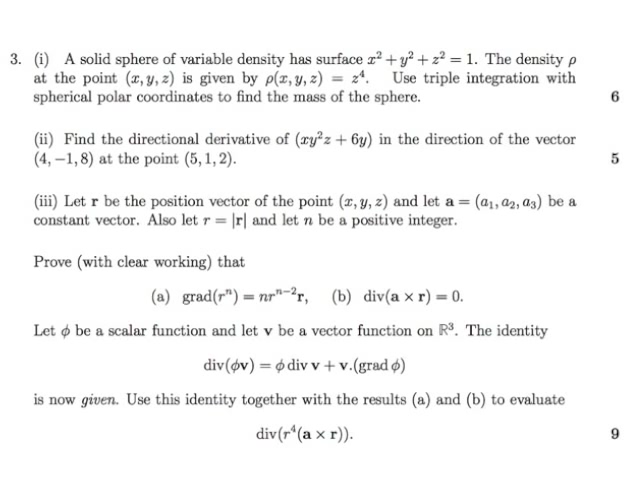 3. (i) A solid sphere of variable density has surface x² + y² + z² = 1. The density ρ
at the point (x, y, z) is given by ρ(x, y, z) = z⁴. Use triple integration with
spherical polar coordinates to find the mass of the sphere. 6
(ii) Find the directional derivative of (xy²z + 6y) in the direction of the vector
(4, −1, 8) at the point (5, 1, 2). 5
(iii) Let r be the position vector of the point (x, y, z) and let a = (a₁, a₂, a₃) be a
constant vector. Also let r = |r| and let n be a positive integer.
Prove (with clear working) that
(a) grad(rⁿ) = nrⁿ⁻²r, (b) div(a × r) = 0.
Let ϕ be a scalar function and let v be a vector function on ℝ³. The identity
div(ϕv) = ϕ div v + v.(grad ϕ)
is now given. Use this identity together with the results (a) and (b) to evaluate
div(r⁴(a × r)). 9